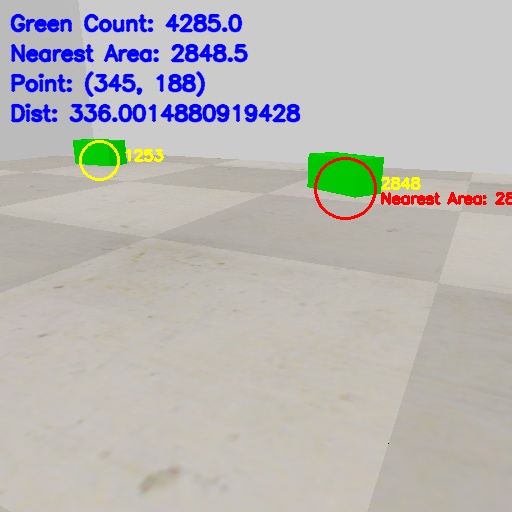 Green Count: 4285.0
Nearest Area: 2848.5
Point: (345, 188)
Dist: 336.0014880919428
1253
2848
Nearest Area: 28